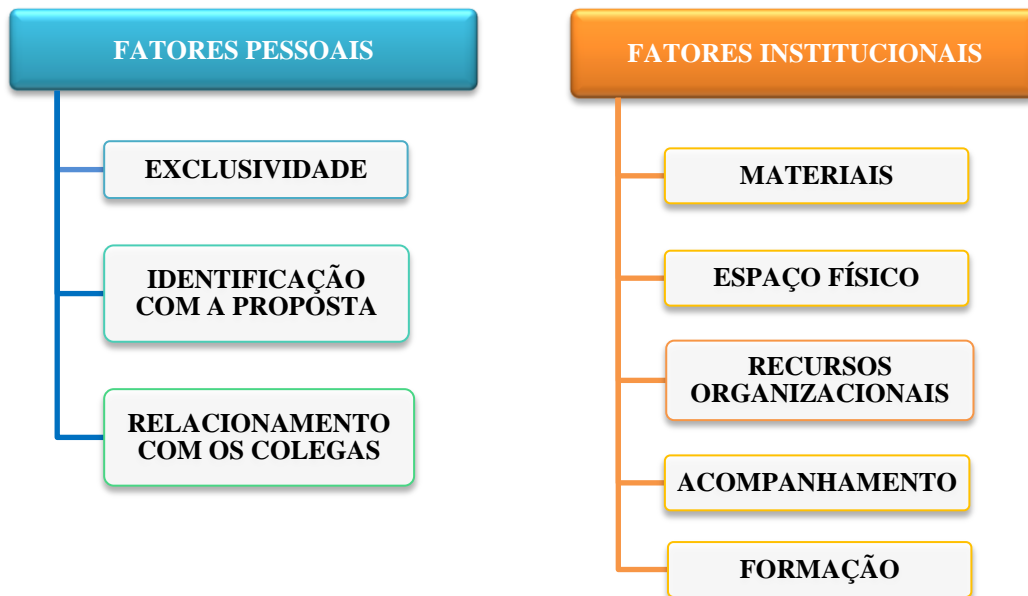 FATORES PESSOAIS
EXCLUSIVIDADE
IDENTIFICAÇÃO
COM A PROPOSTA
RELACIONAMENTO
COM OS COLEGAS
FATORES INSTITUCIONAIS
MATERIAIS
ESPAÇO FÍSICO
RECURSOS
ORGANIZACIONAIS
ACOMPANHAMENTO
FORMAÇÃO